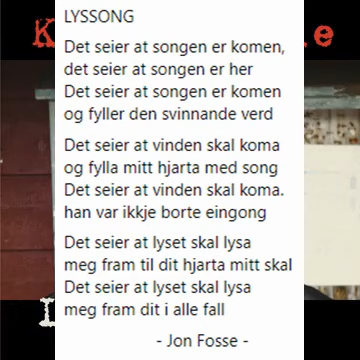 LYSSONG
Det seier at songen er komen,
det seier at songen er her
Det seier at songen er komen
og fyller den svinnande verd
Det seier at vinden skal koma
og fylla mitt hjarta med song
Det seier at vinden skal koma.
han var ikkje borte eingong
Det seier at lyset skal lysa
meg fram til dit hjarta mitt skal
Det seier at lyset skal lysa
meg fram dit i alle fall
- Jon Fosse -